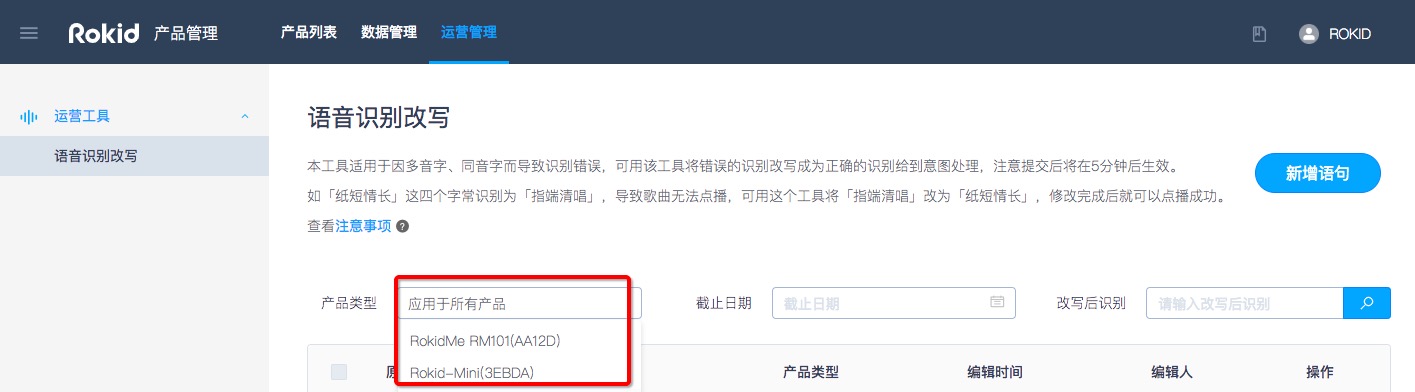 Rokid 产品管理 产品列表 数据管理 运营管理 ROKID
运营工具
语音识别改写
语音识别改写
本工具适用于因多音字、同音字而导致识别错误，可用该工具将错误的识别改写成为正确的识别给到意图处理，注意提交后将在5分钟后生效。
如「纸短情长」这四个字常识别为「指端清唱」，导致歌曲无法点播，可用这个工具将「指端清唱」改为「纸短情长」，修改完成后就可以点播成功。
查看注意事项 ?
新增语句
产品类型 应用于所有产品 截止日期 截止日期 改写后识别 请输入改写后识别
RokidMe RM101(AA12D)
Rokid-Mini(3EBDA)
产品类型 编辑时间 编辑人 操作